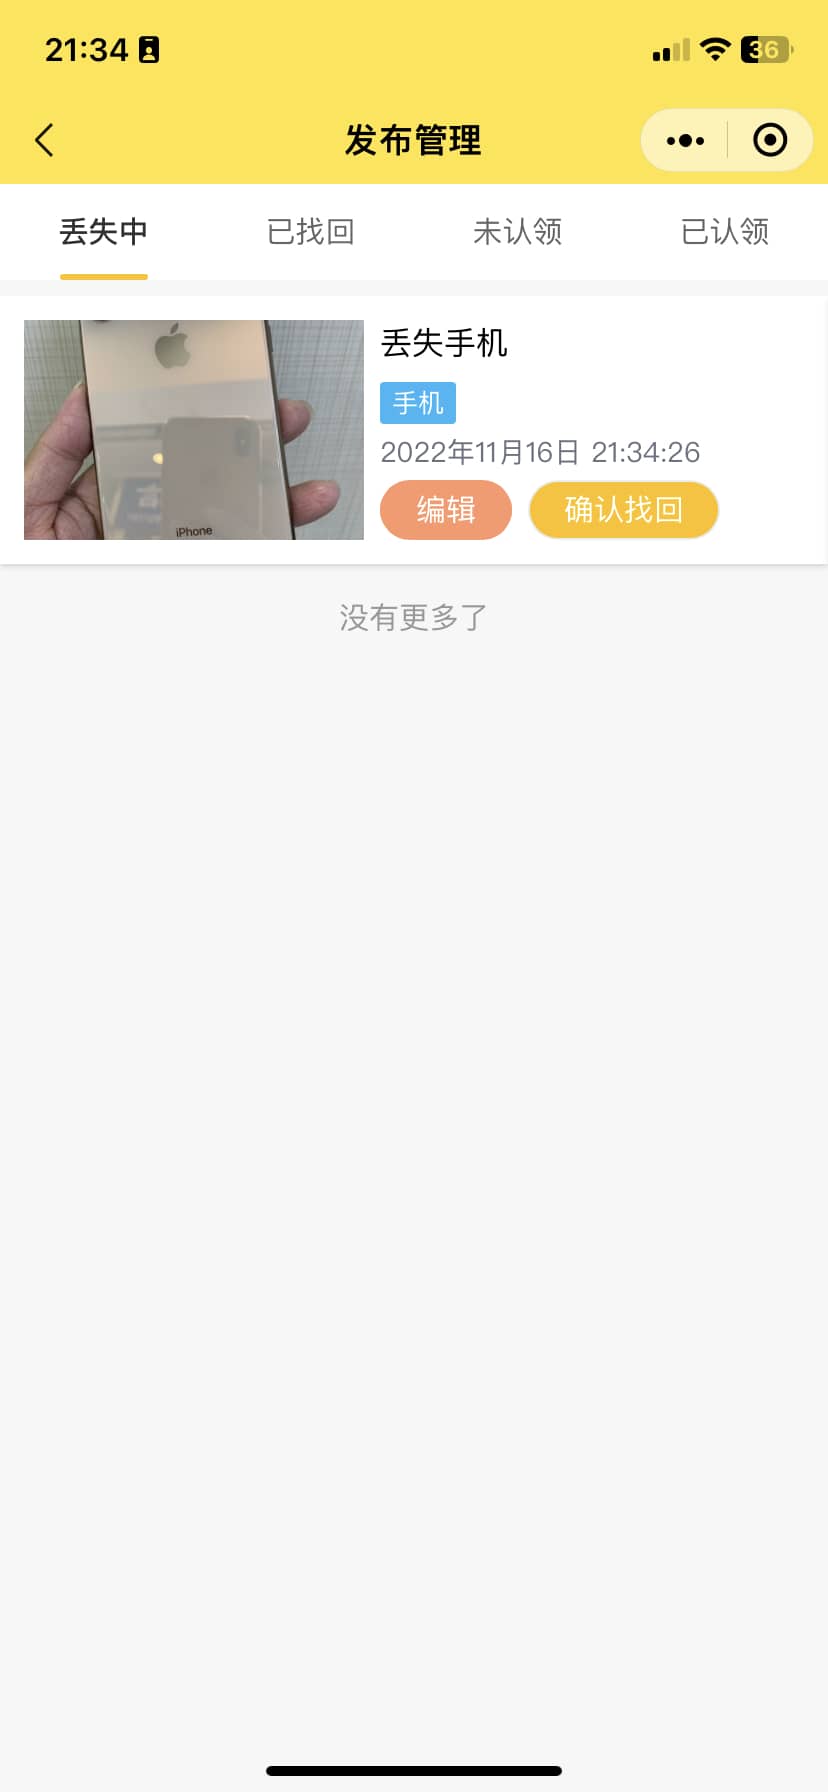 21:34
36
发布管理
丢失中 已找回 未认领 已认领
丢失手机
手机
2022年11月16日 21:34:26
iPhone
编辑 确认找回
没有更多了